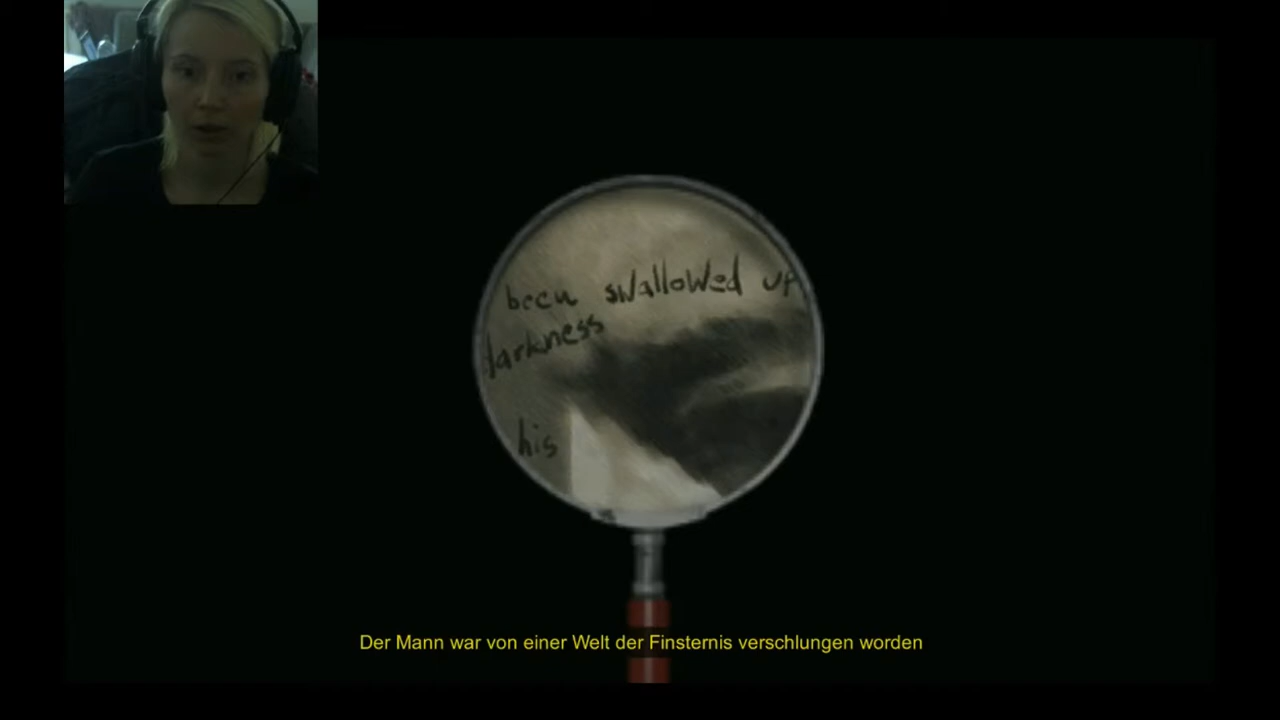 been swallowed up
darkness
his
Der Mann war von einer Welt der Finsternis verschlungen worden